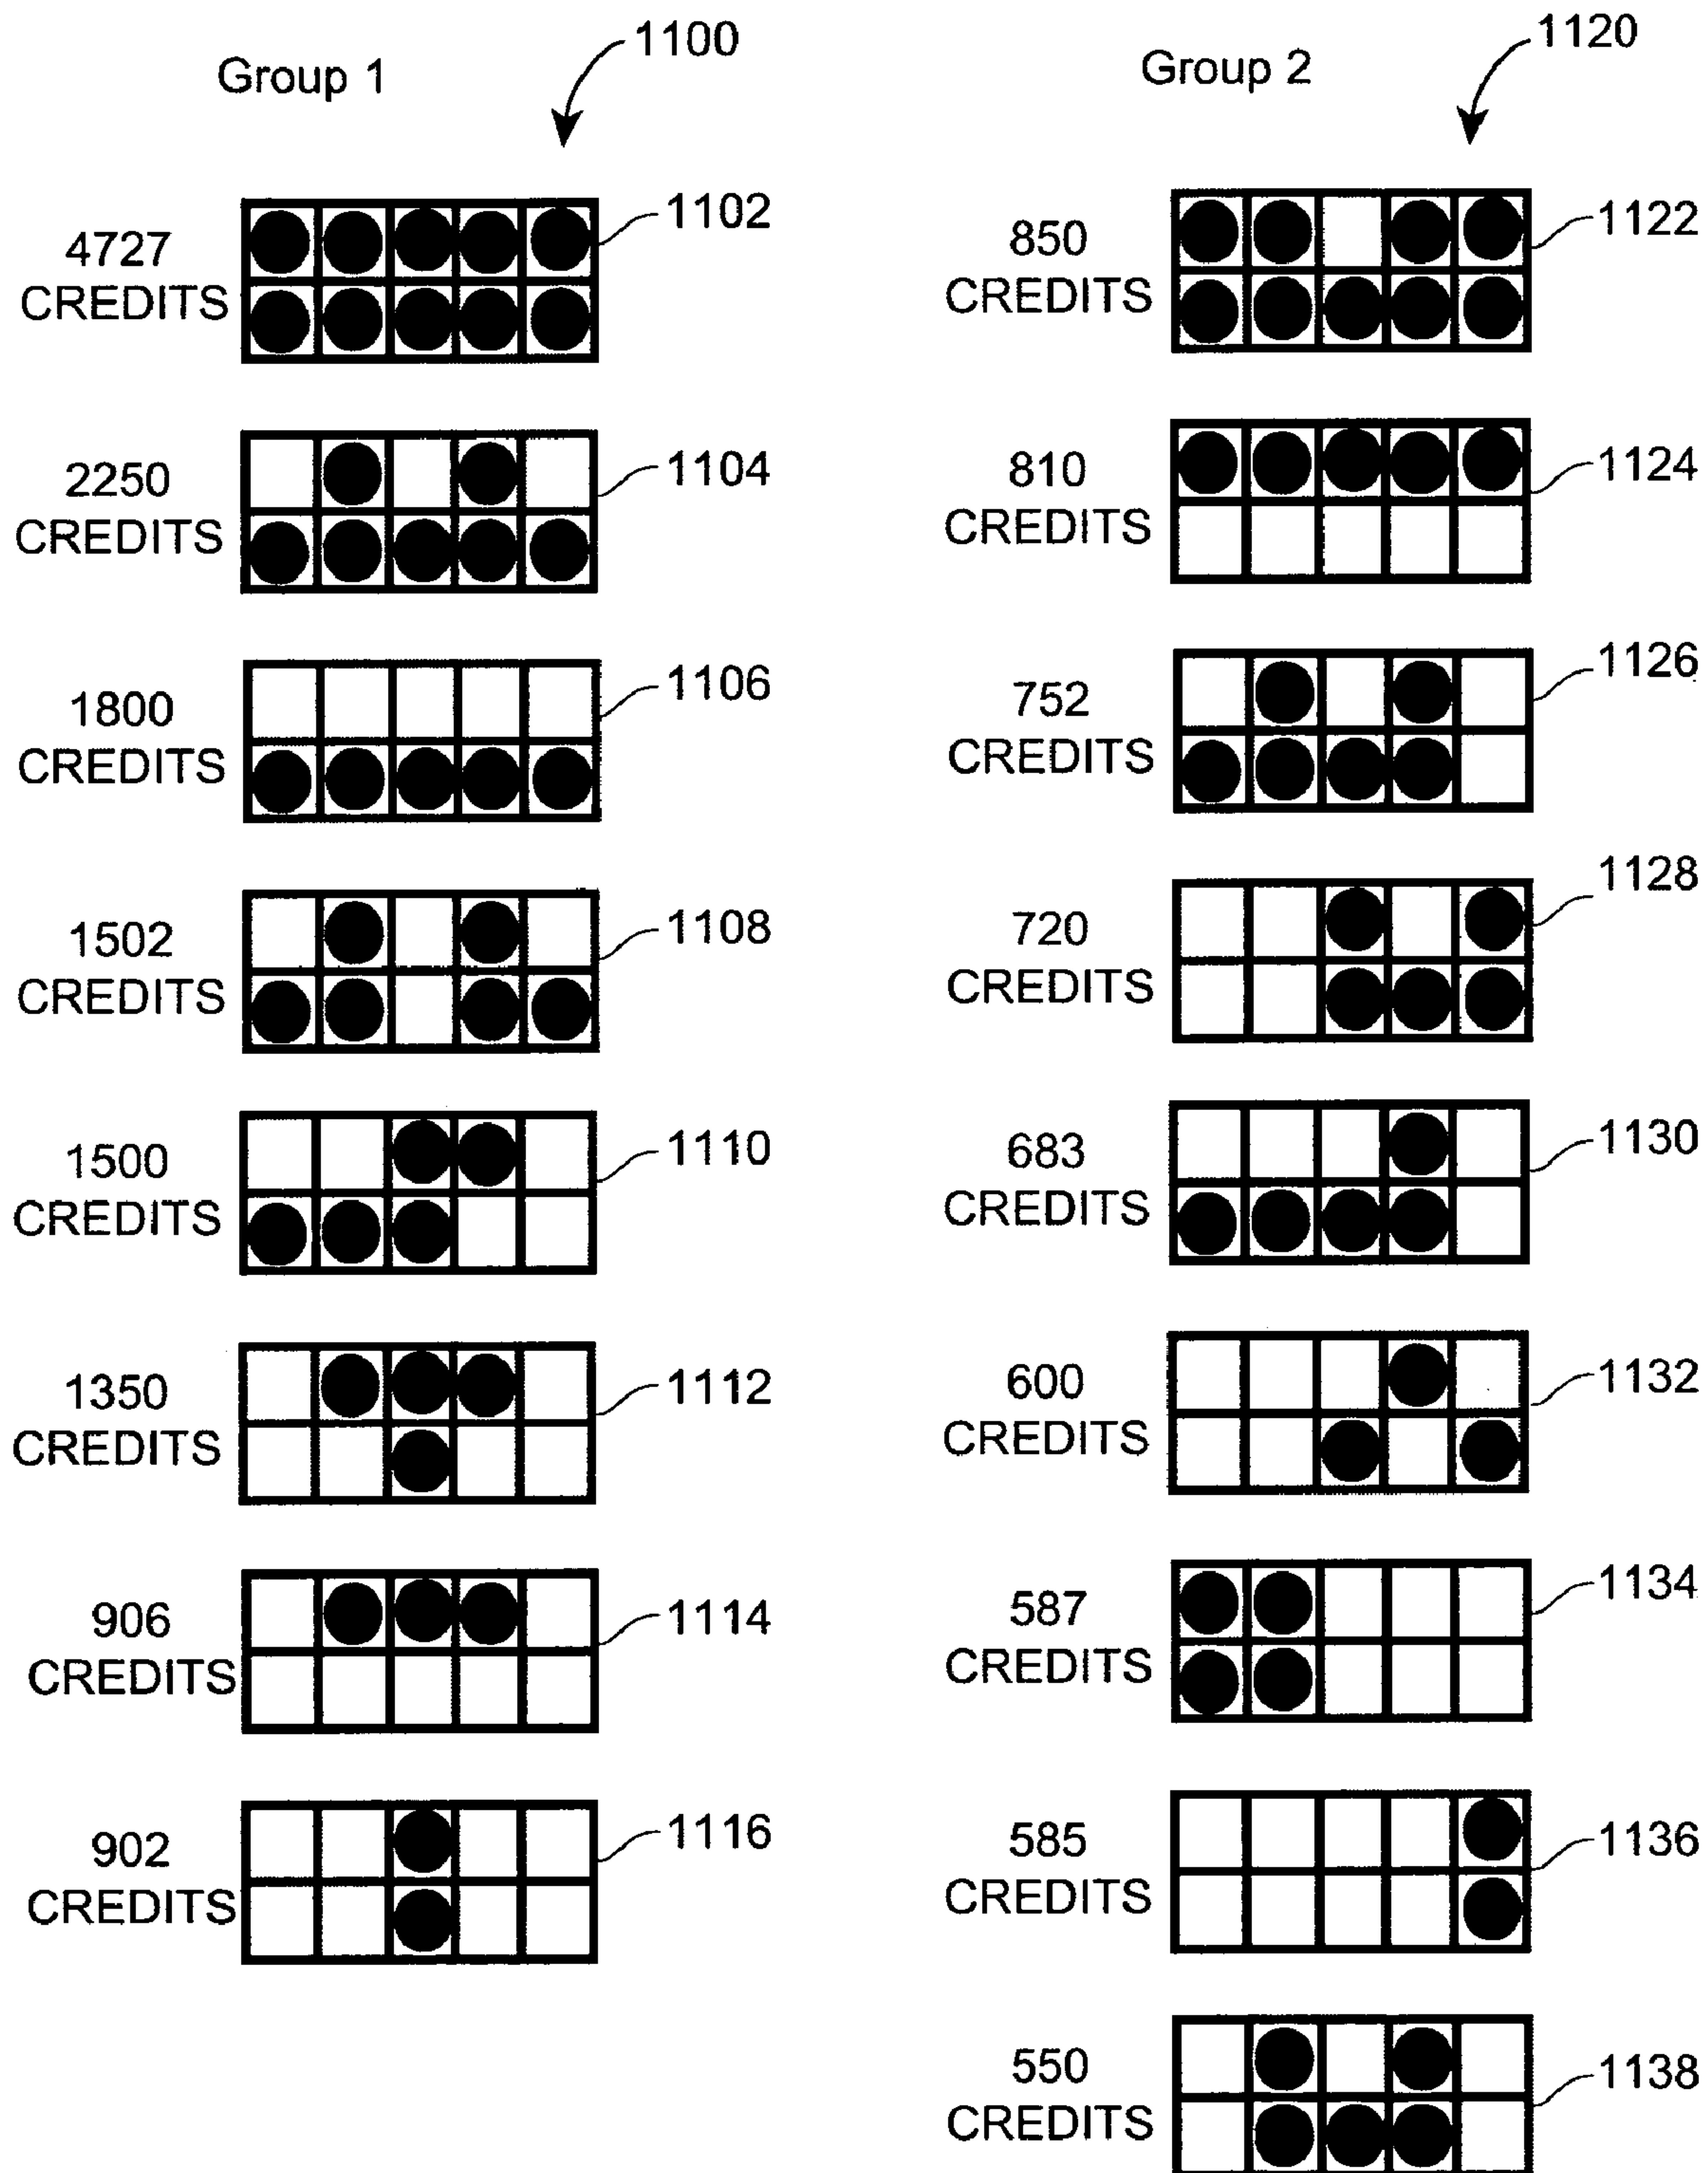 Group 1
1100
4727
CREDITS
1102
2250
CREDITS
1104
1800
CREDITS
1106
1502
CREDITS
1108
1500
CREDITS
1110
1350
CREDITS
1112
906
CREDITS
1114
902
CREDITS
1116
Group 2
1120
850
CREDITS
1122
810
CREDITS
1124
752
CREDITS
1126
720
CREDITS
1128
683
CREDITS
1130
600
CREDITS
1132
587
CREDITS
1134
585
CREDITS
1136
550
CREDITS
1138